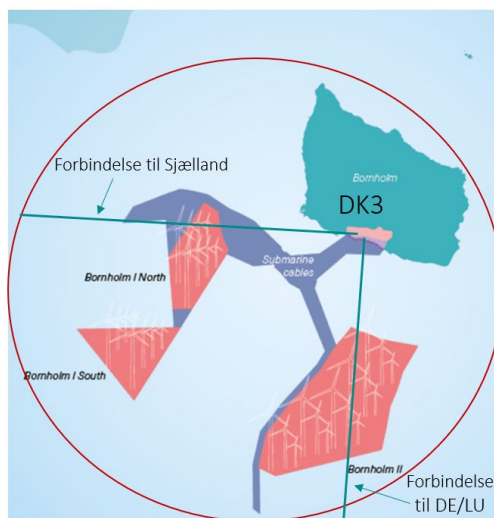 Forbindelse til Sjælland
Bornholm
DK3
Submarine
cables
Bornholm I North
Bornholm I South
Bornholm II
Forbindelse
til DE/LU